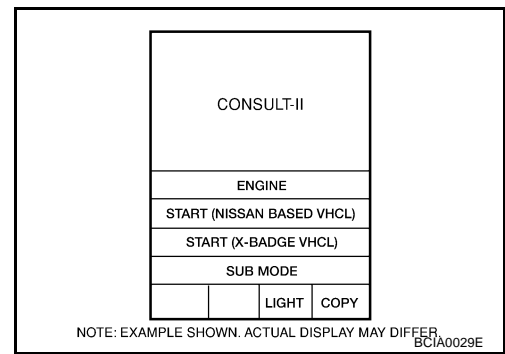 CONSULT-II
ENGINE
START (NISSAN BASED VHCL)
START (X-BADGE VHCL)
SUB MODE
LIGHT COPY
NOTE: EXAMPLE SHOWN. ACTUAL DISPLAY MAY DIFFER.
BCIA0029E